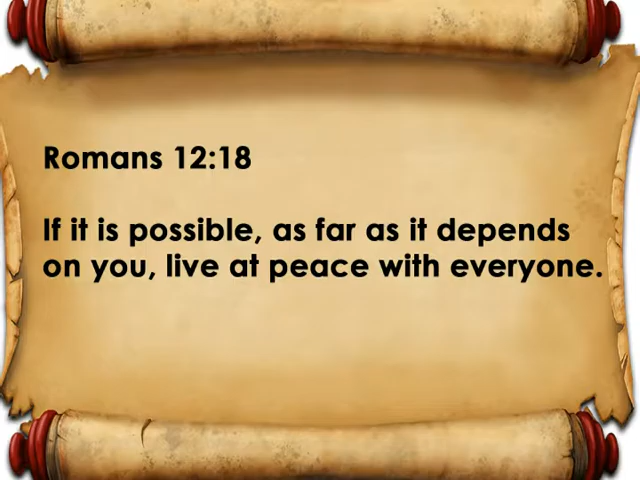 Romans 12:18
If it is possible, as far as it depends
on you, live at peace with everyone.